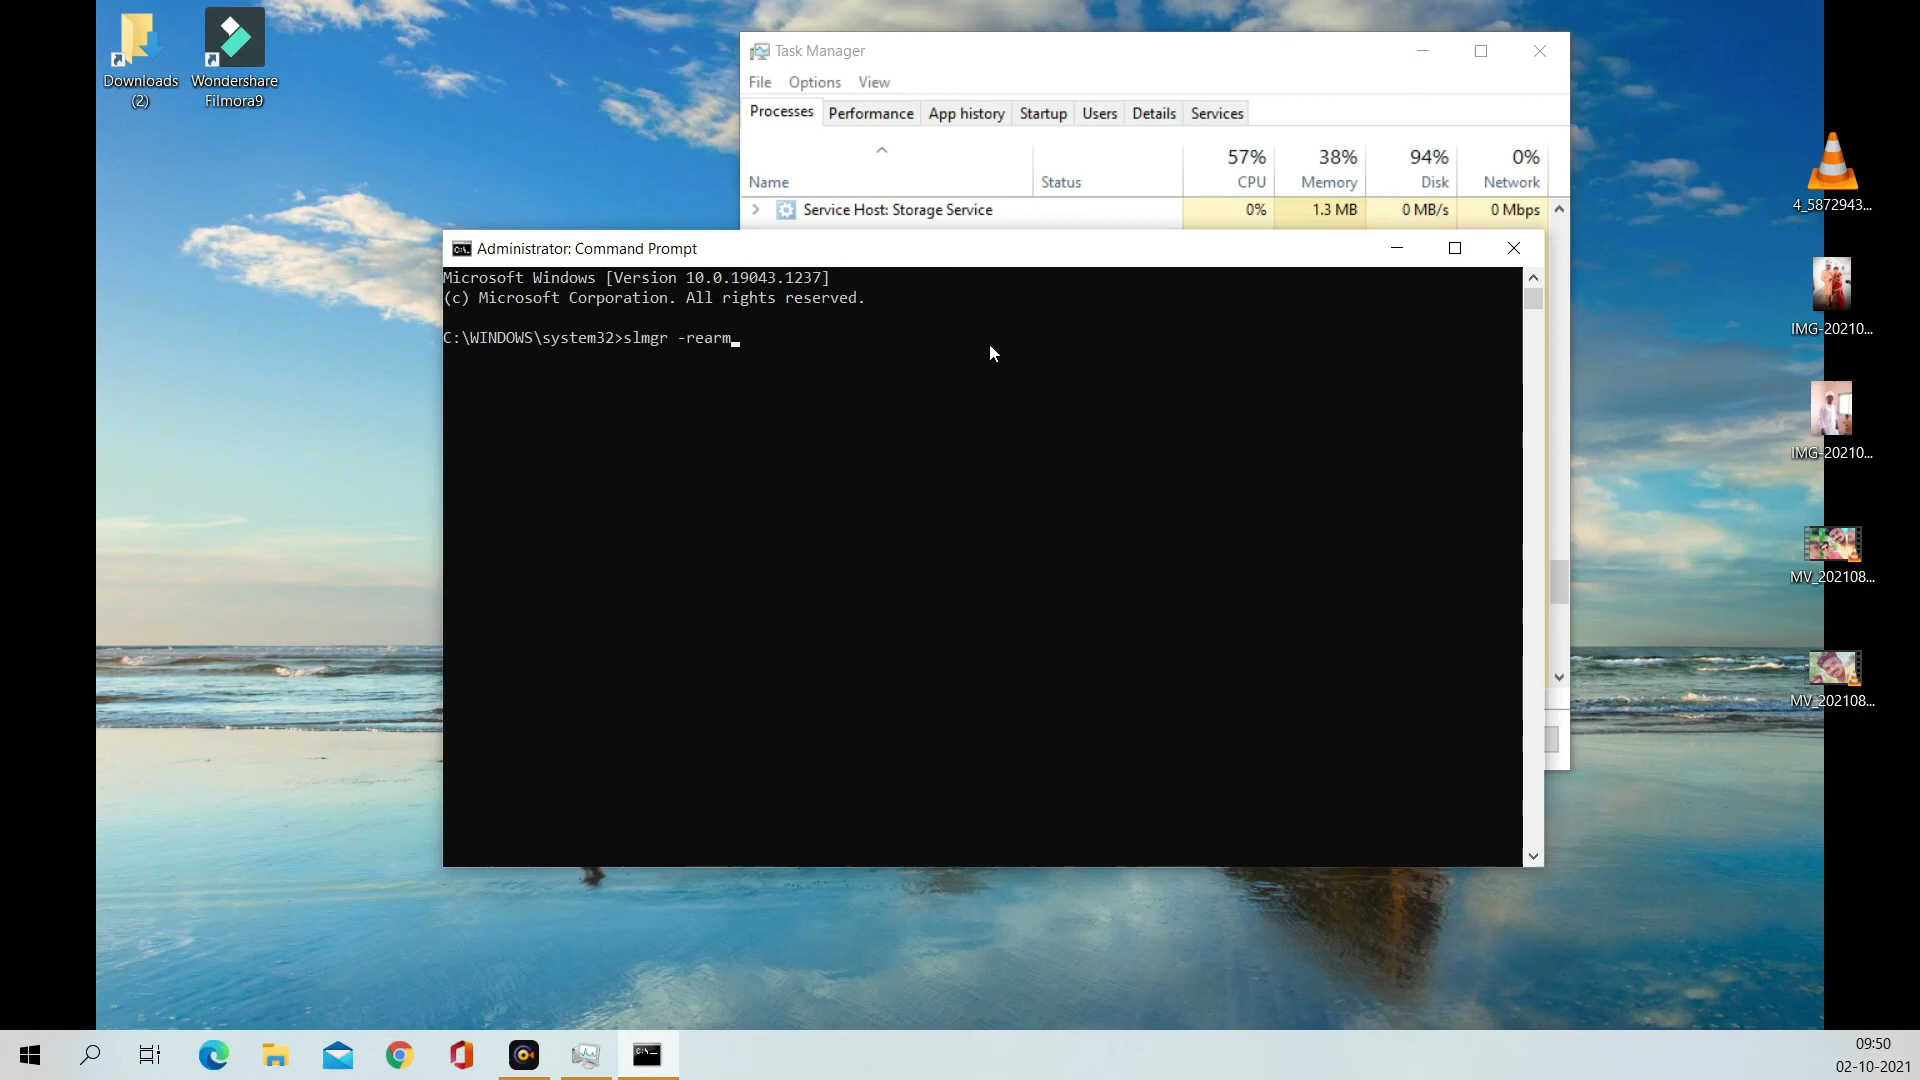 Downloads
(2)
Wondershare
Filmora9
Task Manager
File Options View
Processes Performance App history Startup Users Details Services
57% 38% 94% 0%
Name Status CPU Memory Disk Network
Service Host: Storage Service 0% 1.3 MB 0 MB/s 0 Mbps
Administrator: Command Prompt
Microsoft Windows [Version 10.0.19043.1237]
(c) Microsoft Corporation. All rights reserved.
C:\WINDOWS\system32>slmgr -rearm
4_5872943...
IMG-20210...
IMG-20210...
MV_202108...
MV_202108...
09:50
02-10-2021